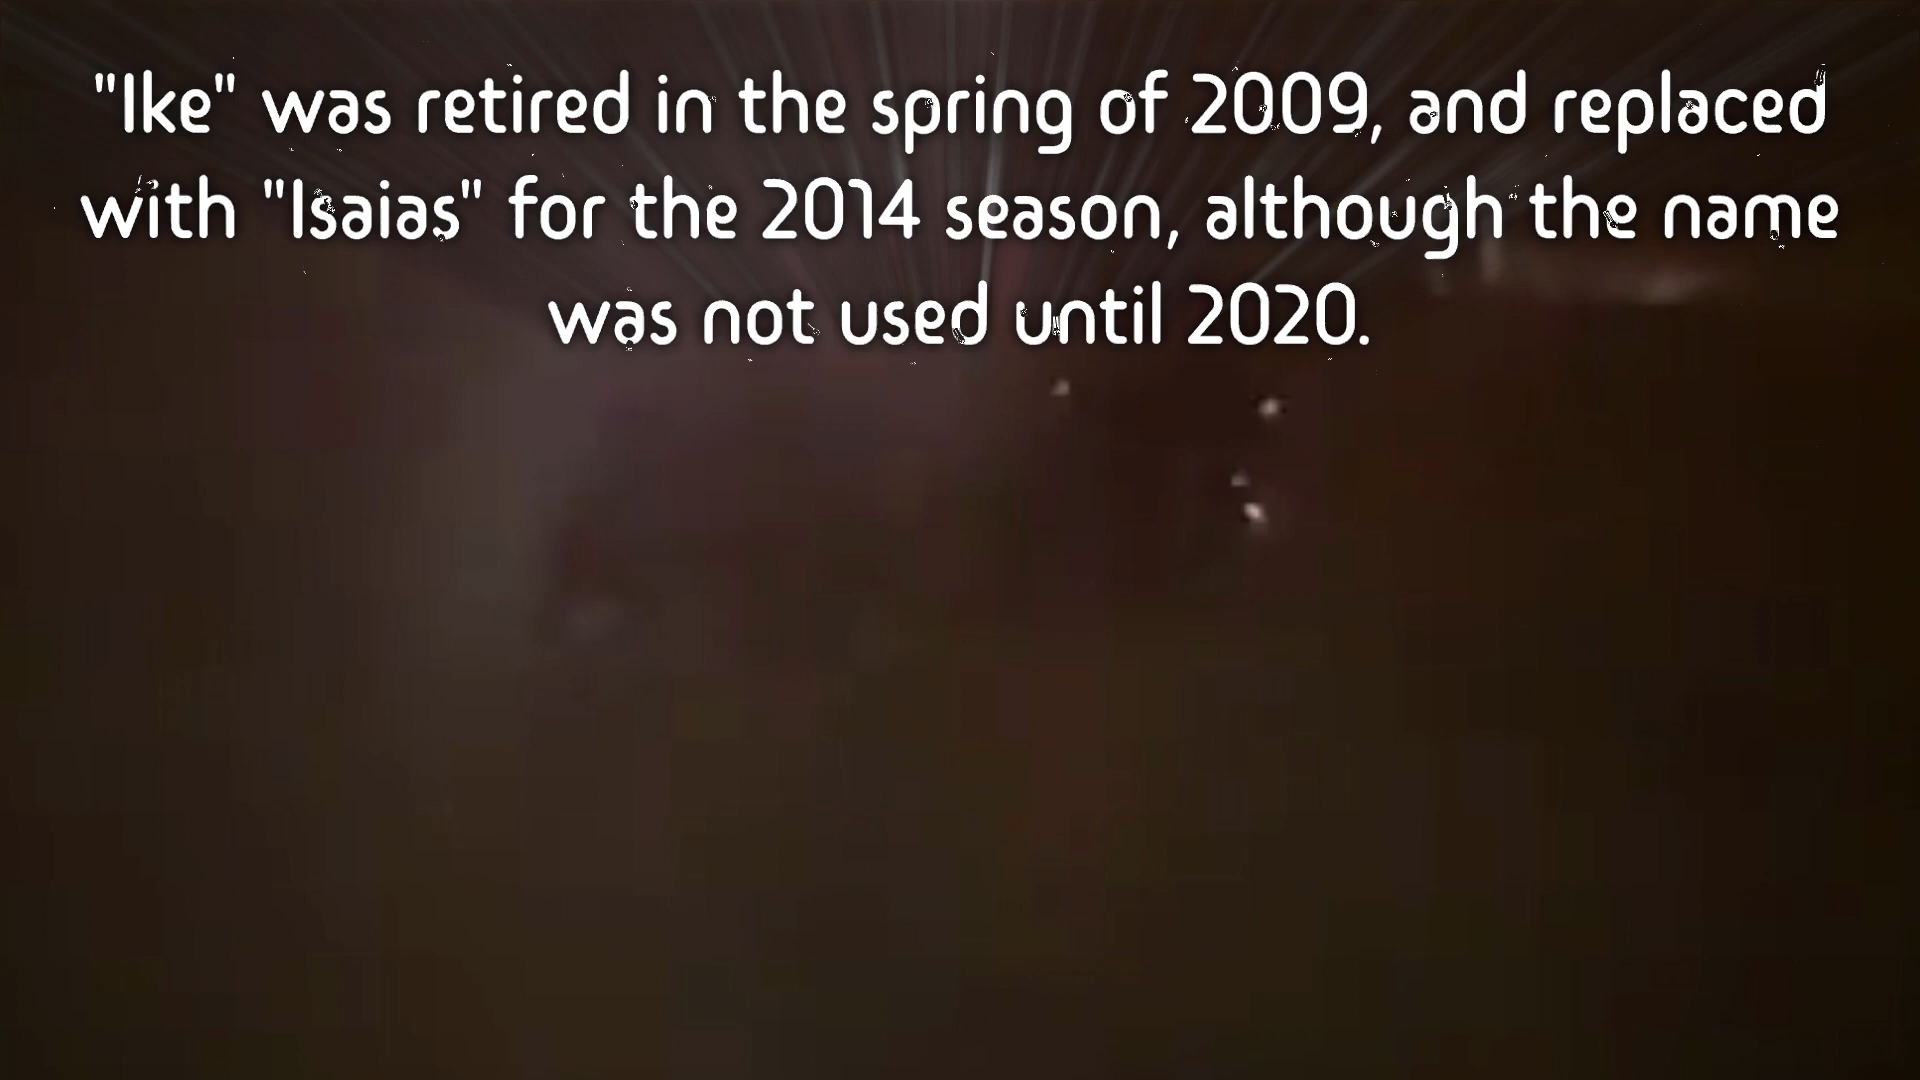 "Ike" was retired in the spring of 2009, and replaced
with "Isaias" for the 2014 season, although the name
was not used until 2020.